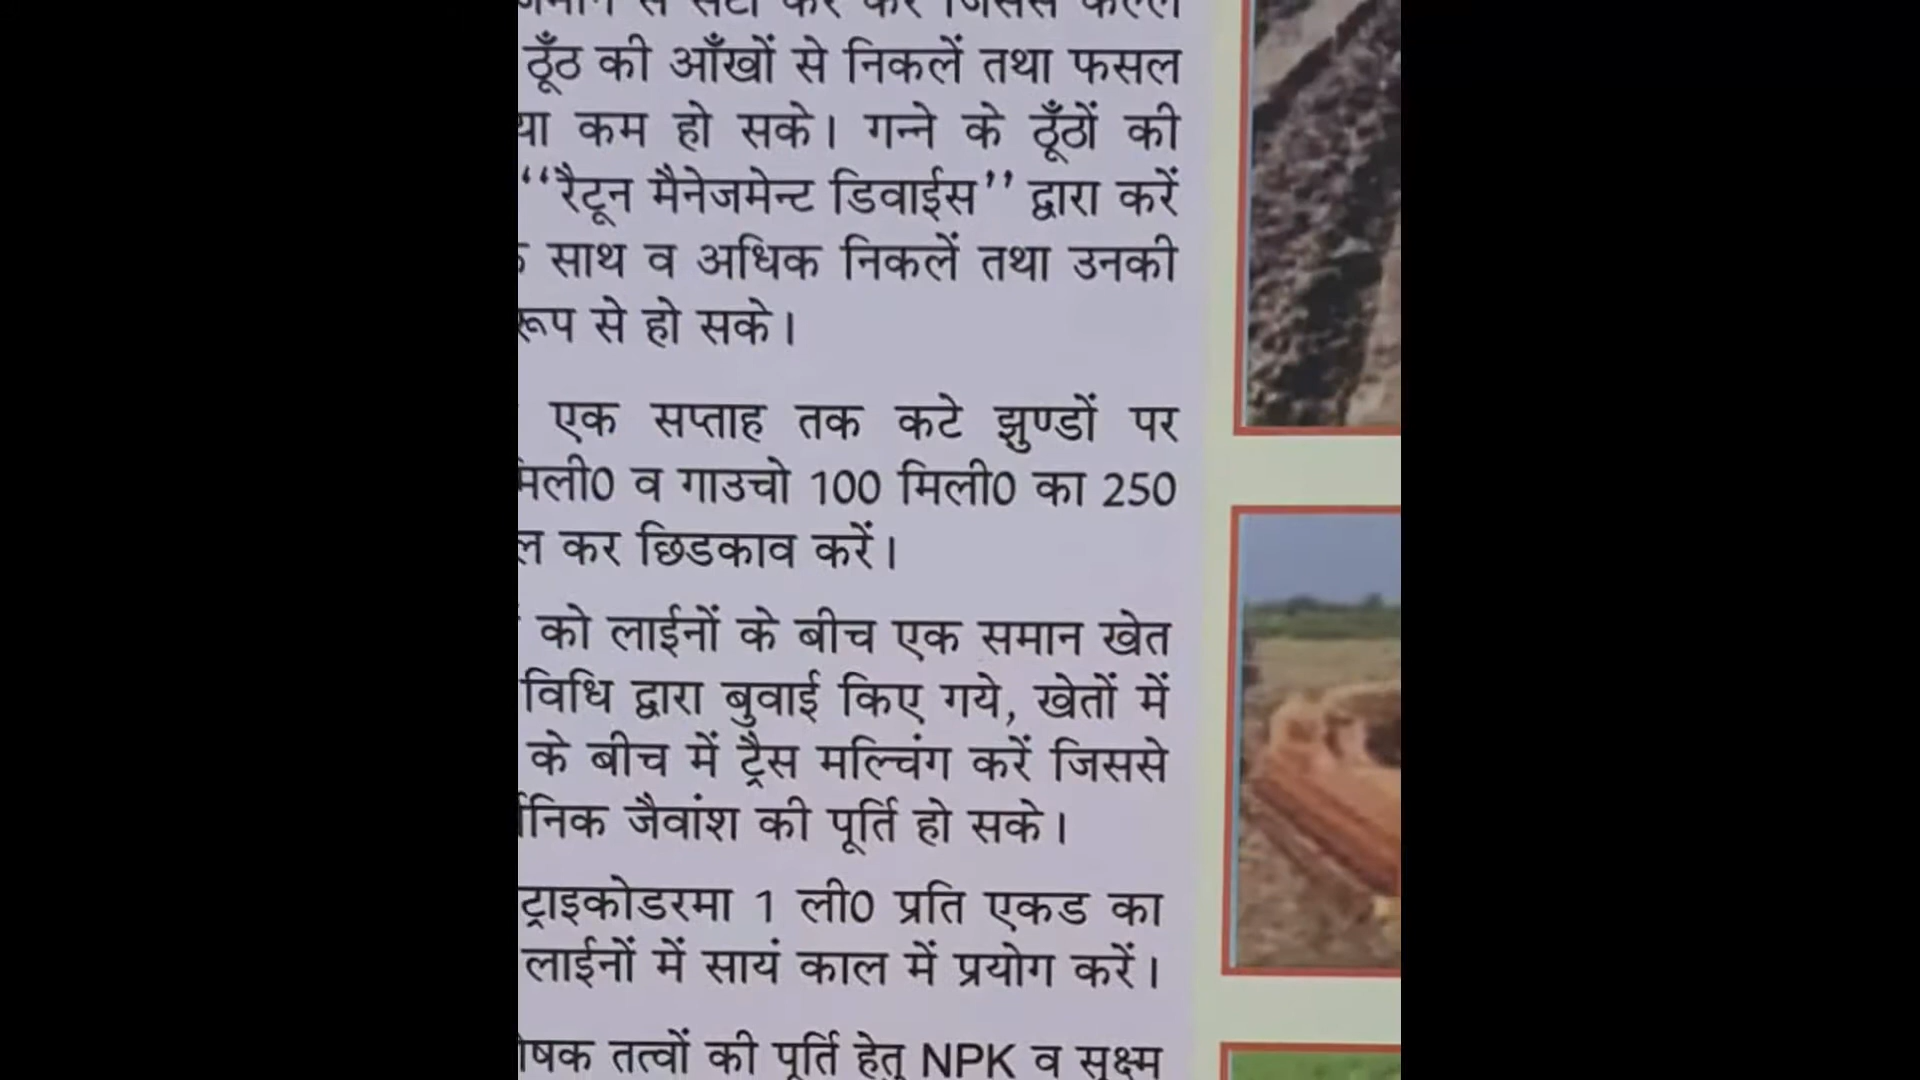 ठूँठ की आँखों से निकलें तथा फसल
कम हो सके। गन्ने के ठूँठों की
‘‘रैटून मैनेजमेन्ट डिवाईस’’ द्वारा करें
साथ व अधिक निकलें तथा उनकी
रूप से हो सके।
एक सप्ताह तक कटे झुण्डों पर
मिली0 व गाउचो 100 मिली0 का 250
कर छिडकाव करें।
को लाईनों के बीच एक समान खेत
विधि द्वारा बुवाई किए गये, खेतों में
के बीच में ट्रैस मल्चिंग करें जिससे
जैवांश की पूर्ति हो सके।
ट्राइकोडरमा 1 ली0 प्रति एकड का
लाईनों में सायं काल में प्रयोग करें।
तत्वों की पूर्ति हेतु NPK व सूक्ष्म